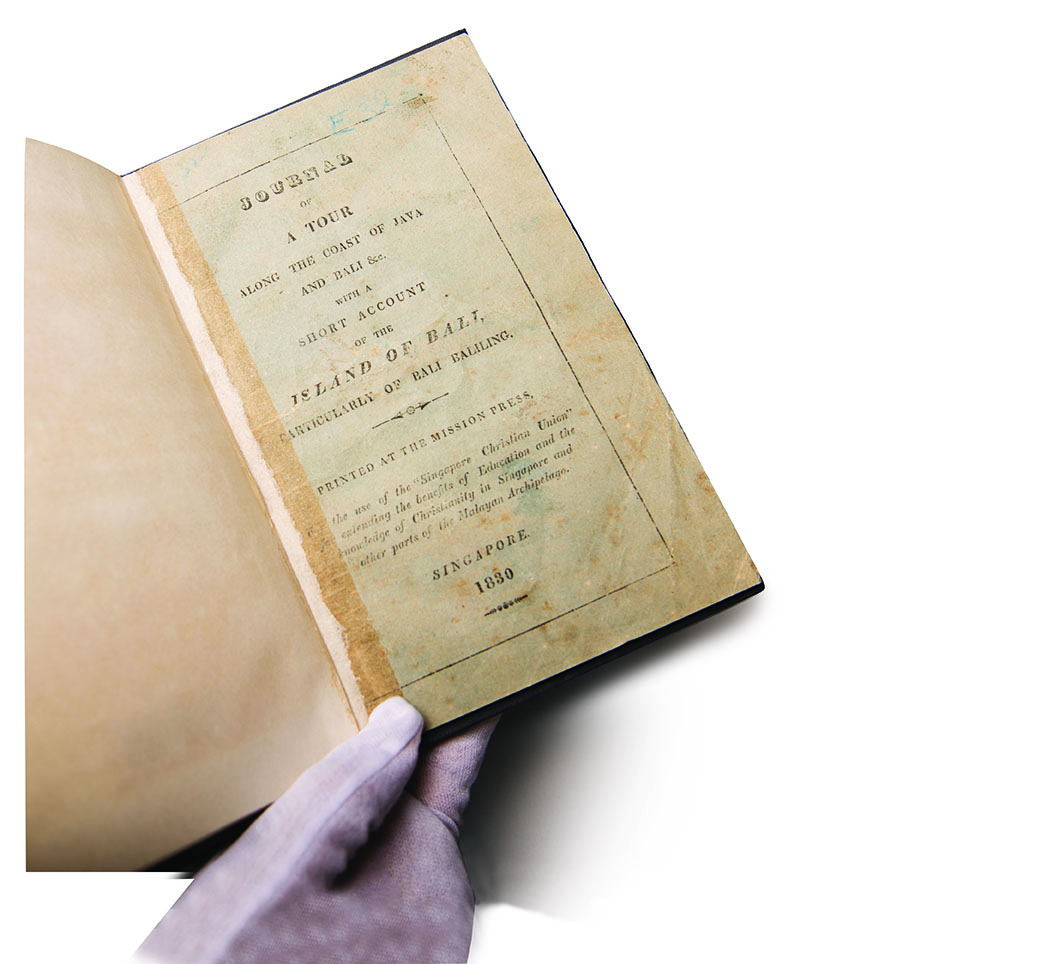 JOURNAL
OF
A TOUR
ALONG THE COAST OF JAVA
AND BALI &c.
WITH A
SHORT ACCOUNT
OF THE
ISLAND OF BALI,
PARTICULARLY OF BALI BALILING.
PRINTED AT THE MISSION PRESS,
the use of the "Singapore Christian Union"
extending the benefits of Education and the
knowledge of Christianity in Singapore and
other parts of the Malayan Archipelago.
SINGAPORE.
1830